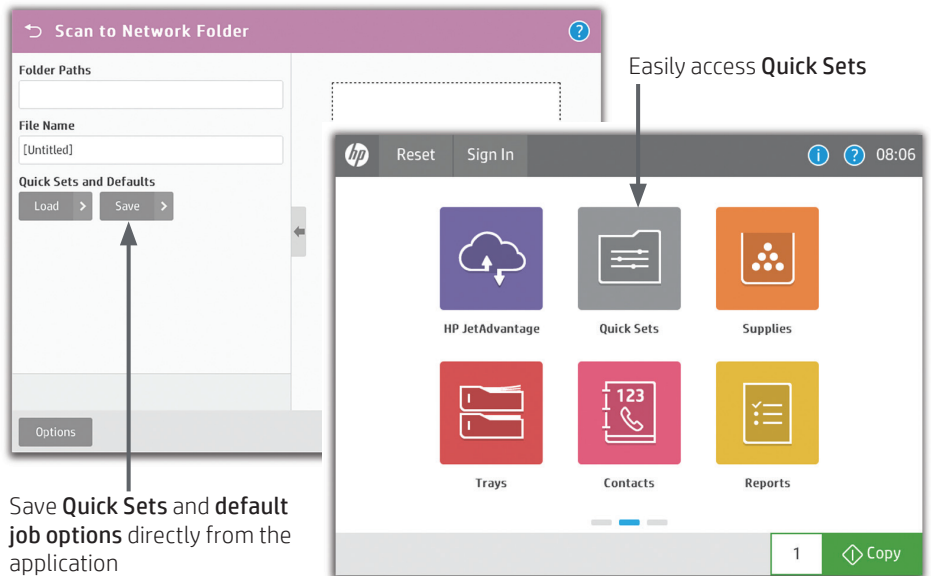 Scan to Network Folder
?
Folder Paths
File Name
[Untitled]
Quick Sets and Defaults
Load >
Save >
Options
Save Quick Sets and default
job options directly from the
application
Easily access Quick Sets
hp
Reset
Sign In
i
?
08:06
HP JetAdvantage
Quick Sets
Supplies
123
Trays
Contacts
Reports
1
Copy